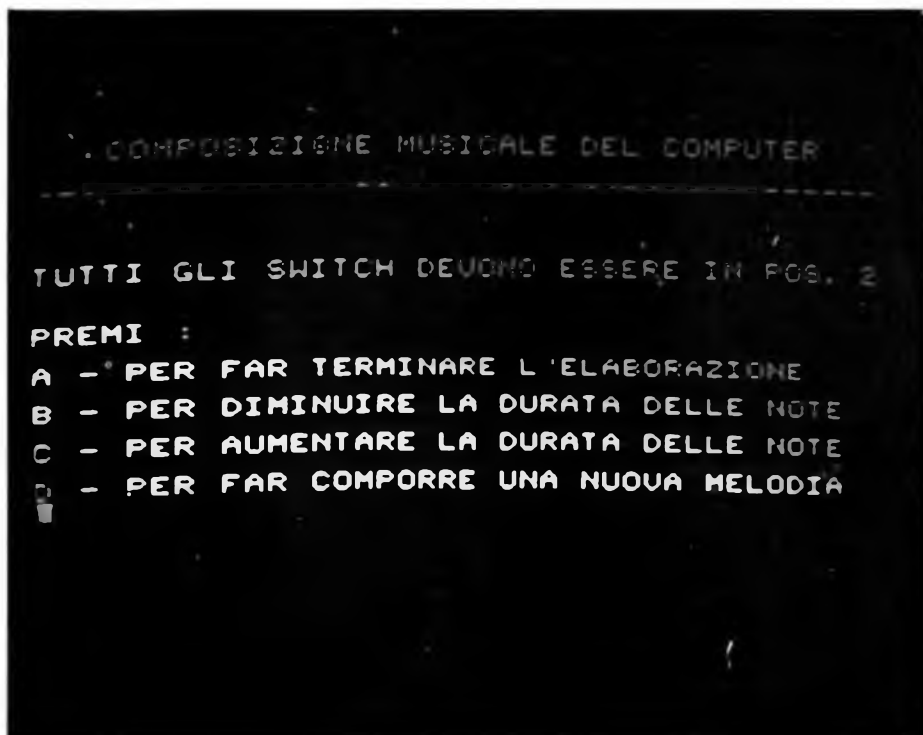 COMPOSIZIONE MUSICALE DEL COMPUTER
TUTTI GLI SWITCH DEVONO ESSERE IN POS. 2
PREMI :
A - PER FAR TERMINARE L'ELABORAZIONE
B - PER DIMINUIRE LA DURATA DELLE NOTE
C - PER AUMENTARE LA DURATA DELLE NOTE
D - PER FAR COMPORRE UNA NUOVA MELODIA